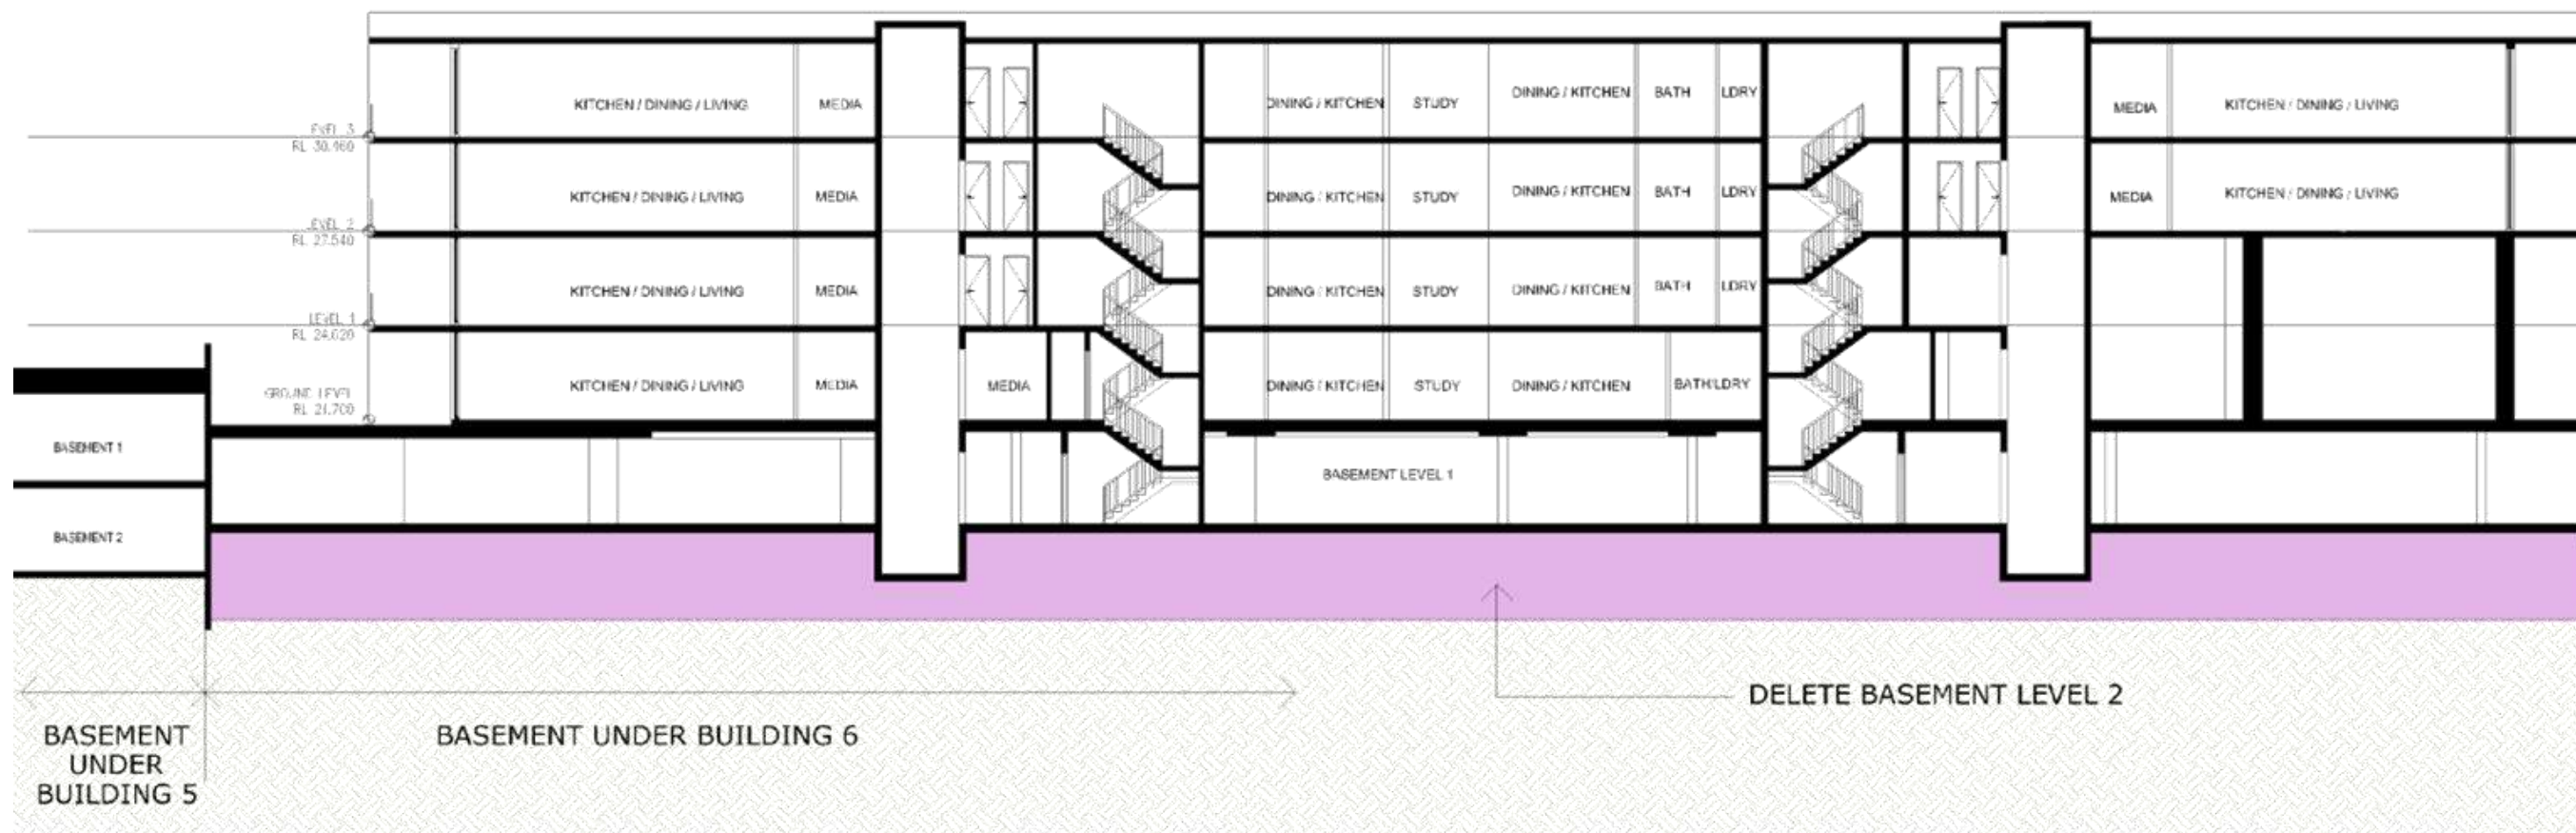 KITCHEN / DINING / LIVING MEDIA DINING / KITCHEN STUDY DINING / KITCHEN BATH LDRY MEDIA KITCHEN / DINING / LIVING
LEVEL 3
RL 30.460
KITCHEN / DINING / LIVING MEDIA DINING / KITCHEN STUDY DINING / KITCHEN BATH LDRY MEDIA KITCHEN / DINING / LIVING
LEVEL 2
RL 27.540
KITCHEN / DINING / LIVING MEDIA DINING / KITCHEN STUDY DINING / KITCHEN BATH LDRY
LEVEL 1
RL 24.620
KITCHEN / DINING / LIVING MEDIA MEDIA DINING / KITCHEN STUDY DINING / KITCHEN BATH/LDRY
GROUND LEVEL
RL 21.700
BASEMENT 1
BASEMENT LEVEL 1
BASEMENT 2
DELETE BASEMENT LEVEL 2
BASEMENT
UNDER
BUILDING 5
BASEMENT UNDER BUILDING 6